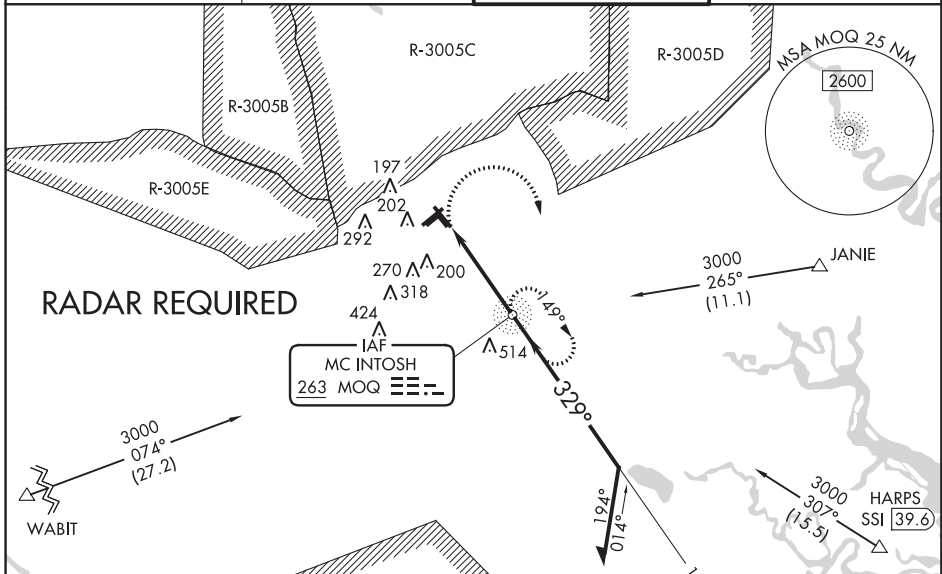 R-3005C
R-3005D
R-3005B
R-3005E
MSA MOQ 25 NM
2600
197
202
292
270
200
318
424
514
RADAR REQUIRED
3000
265°
(11.1)
JANIE
149°
IAF
MC INTOSH
263 MOQ
329°
3000
074°
(27.2)
WABIT
194°
014°
3000
307°
(15.5)
HARPS
SSI 39.6